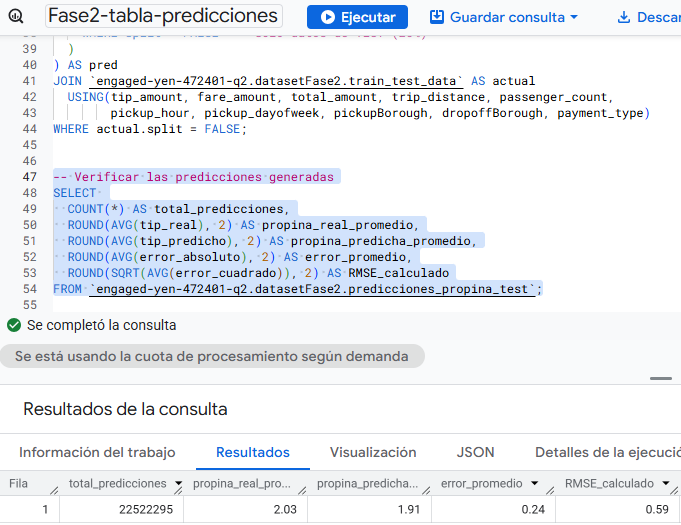 Fase2-tabla-predicciones
Ejecutar
Guardar consulta
39 )
40 ) AS pred
41 JOIN `engaged-yen-472401-q2.datasetFase2.train_test_data` AS actual
42 USING(tip_amount, fare_amount, total_amount, trip_distance, passenger_count,
43 pickup_hour, pickup_dayofweek, pickupBorough, dropoffBorough, payment_type)
44 WHERE actual.split = FALSE;
45
46
47 -- Verificar las predicciones generadas
48 SELECT
49 COUNT(*) AS total_predicciones,
50 ROUND(AVG(tip_real), 2) AS propina_real_promedio,
51 ROUND(AVG(tip_predicho), 2) AS propina_predicha_promedio,
52 ROUND(AVG(error_absoluto), 2) AS error_promedio,
53 ROUND(SQRT(AVG(error_cuadrado)), 2) AS RMSE_calculado
54 FROM `engaged-yen-472401-q2.datasetFase2.predicciones_propina_test`;
55
Se completó la consulta
Se está usando la cuota de procesamiento según demanda
Resultados de la consulta
Información del trabajo Resultados Visualización JSON Detalles de la ejecució
Fila total_predicciones propina_real_pro... propina_predicha... error_promedio RMSE_calculado
1 22522295 2.03 1.91 0.24 0.59